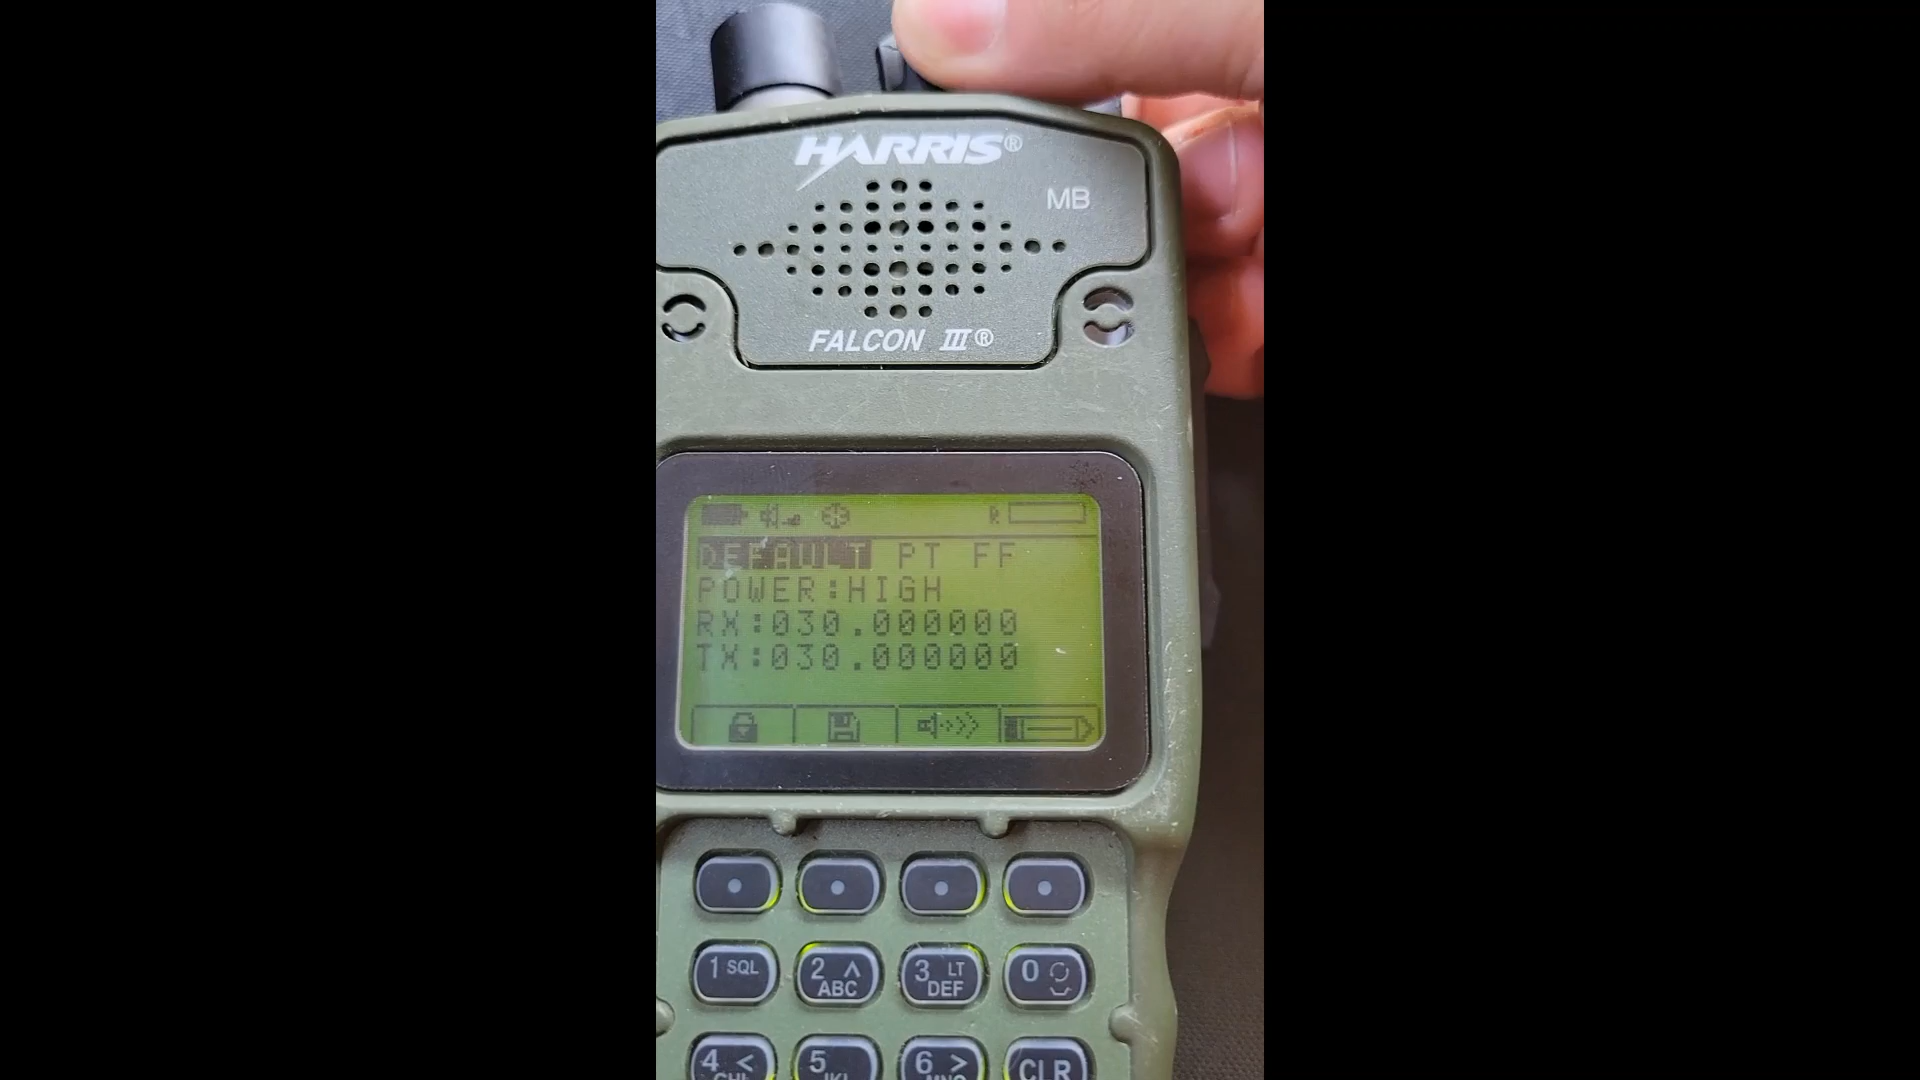 HARRIS®
MB
FALCON III®
R
DEFAULT PT FF
POWER:HIGH
RX:030.000000
TX:030.000000
1 SQL
2 ABC
3 LT DEF
0
4 <
5
6 >
CLR